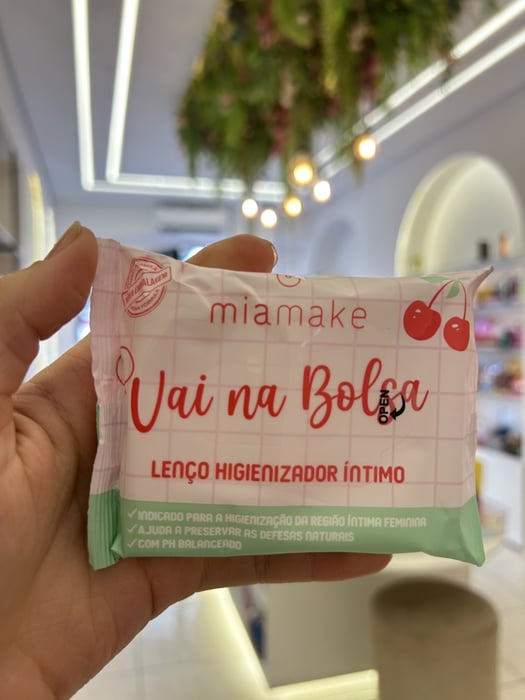 miamake
Vai na Bolsa
OPEN
LENÇO HIGIENIZADOR ÍNTIMO
✓INDICADO PARA A HIGIENIZAÇÃO DA REGIÃO ÍNTIMA FEMININA
✓AJUDA A PRESERVAR AS DEFESAS NATURAIS
✓COM PH BALANCEADO